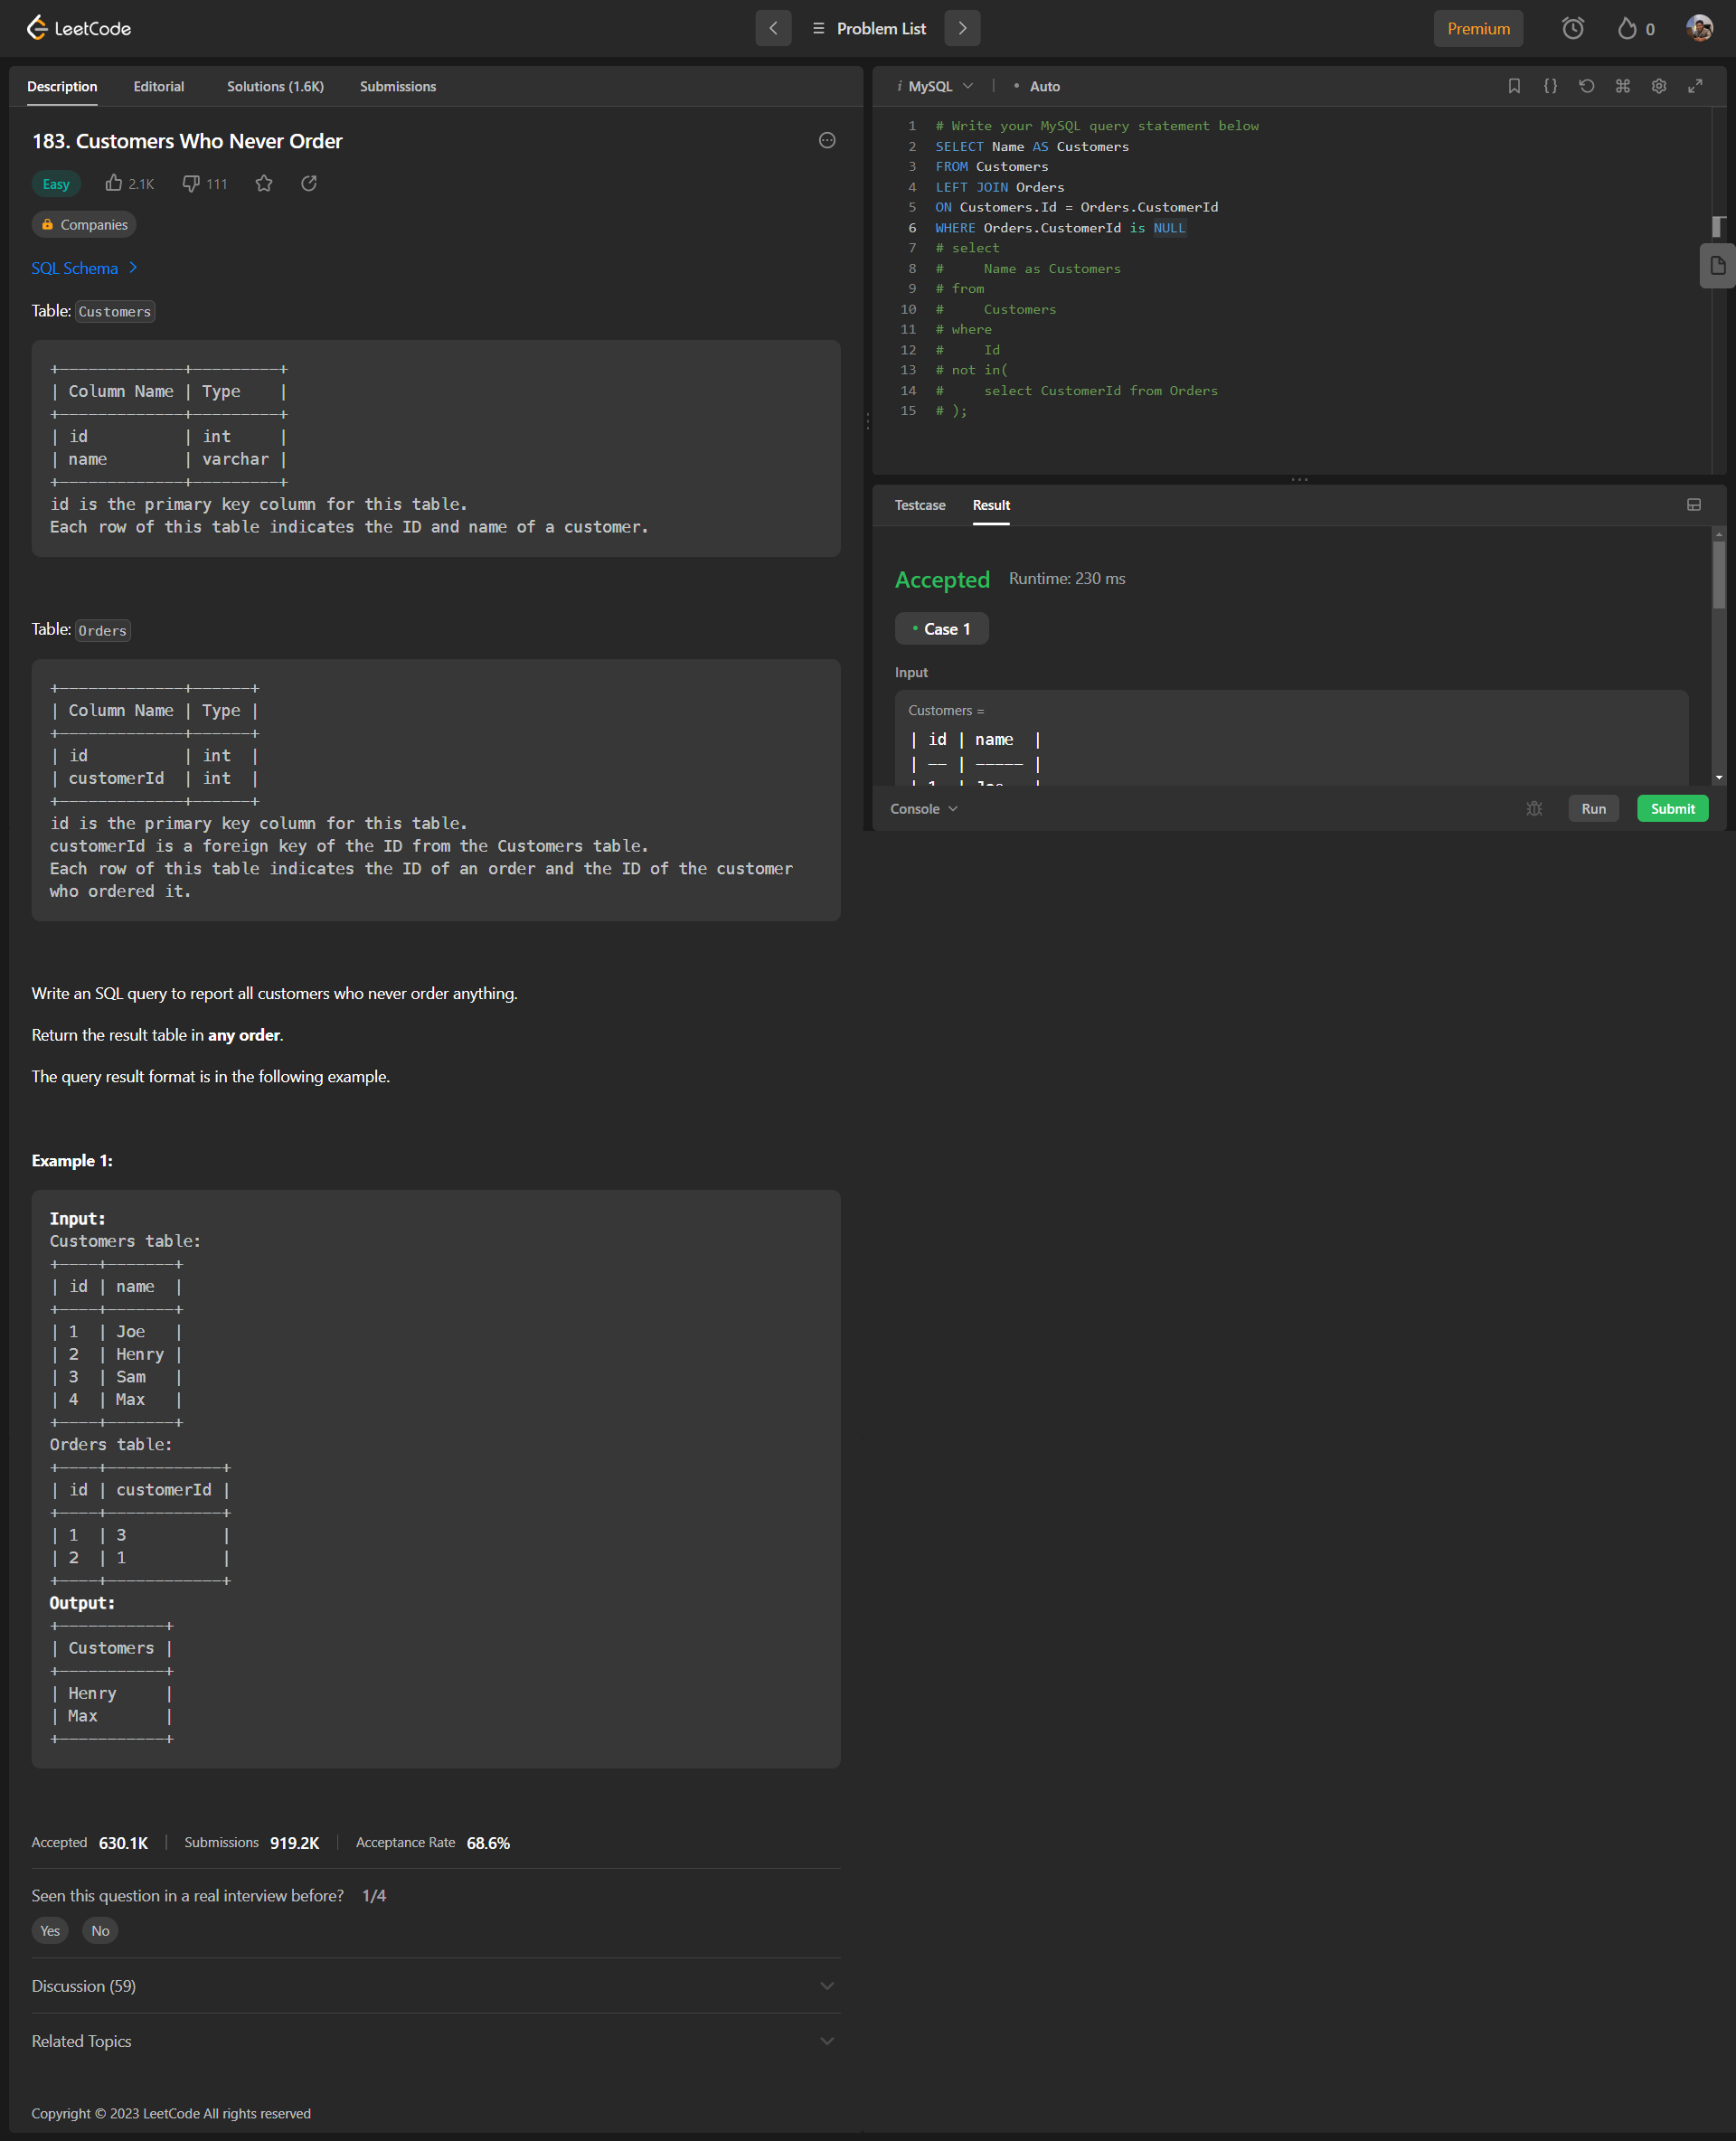 LeetCode
Problem List
Premium
0
Description Editorial Solutions (1.6K) Submissions
183. Customers Who Never Order
Easy 2.1K 111
Companies
SQL Schema
Table: Customers
+-------------+---------+
| Column Name | Type    |
+-------------+---------+
| id          | int     |
| name        | varchar |
+-------------+---------+
id is the primary key column for this table.
Each row of this table indicates the ID and name of a customer.
Table: Orders
+-------------+------+
| Column Name | Type |
+-------------+------+
| id          | int  |
| customerId  | int  |
+-------------+------+
id is the primary key column for this table.
customerId is a foreign key of the ID from the Customers table.
Each row of this table indicates the ID of an order and the ID of the customer
who ordered it.
Write an SQL query to report all customers who never order anything.
Return the result table in any order.
The query result format is in the following example.
Example 1:
Input:
Customers table:
+----+-------+
| id | name  |
+----+-------+
| 1  | Joe   |
| 2  | Henry |
| 3  | Sam   |
| 4  | Max   |
+----+-------+
Orders table:
+----+------------+
| id | customerId |
+----+------------+
| 1  | 3          |
| 2  | 1          |
+----+------------+
Output:
+-----------+
| Customers |
+-----------+
| Henry     |
| Max       |
+-----------+
Accepted 630.1K | Submissions 919.2K | Acceptance Rate 68.6%
Seen this question in a real interview before? 1/4
Yes No
Discussion (59)
Related Topics
Copyright © 2023 LeetCode All rights reserved
i MySQL | • Auto
1 # Write your MySQL query statement below
2 SELECT Name AS Customers
3 FROM Customers
4 LEFT JOIN Orders
5 ON Customers.Id = Orders.CustomerId
6 WHERE Orders.CustomerId is NULL
7 # select
8 #     Name as Customers
9 # from
10 #     Customers
11 # where
12 #     Id
13 # not in(
14 #     select CustomerId from Orders
15 # );
Testcase Result
Accepted Runtime: 230 ms
• Case 1
Input
Customers =
| id | name  |
| -- | ----- |
| 1  | Joe   |
Console
Run Submit